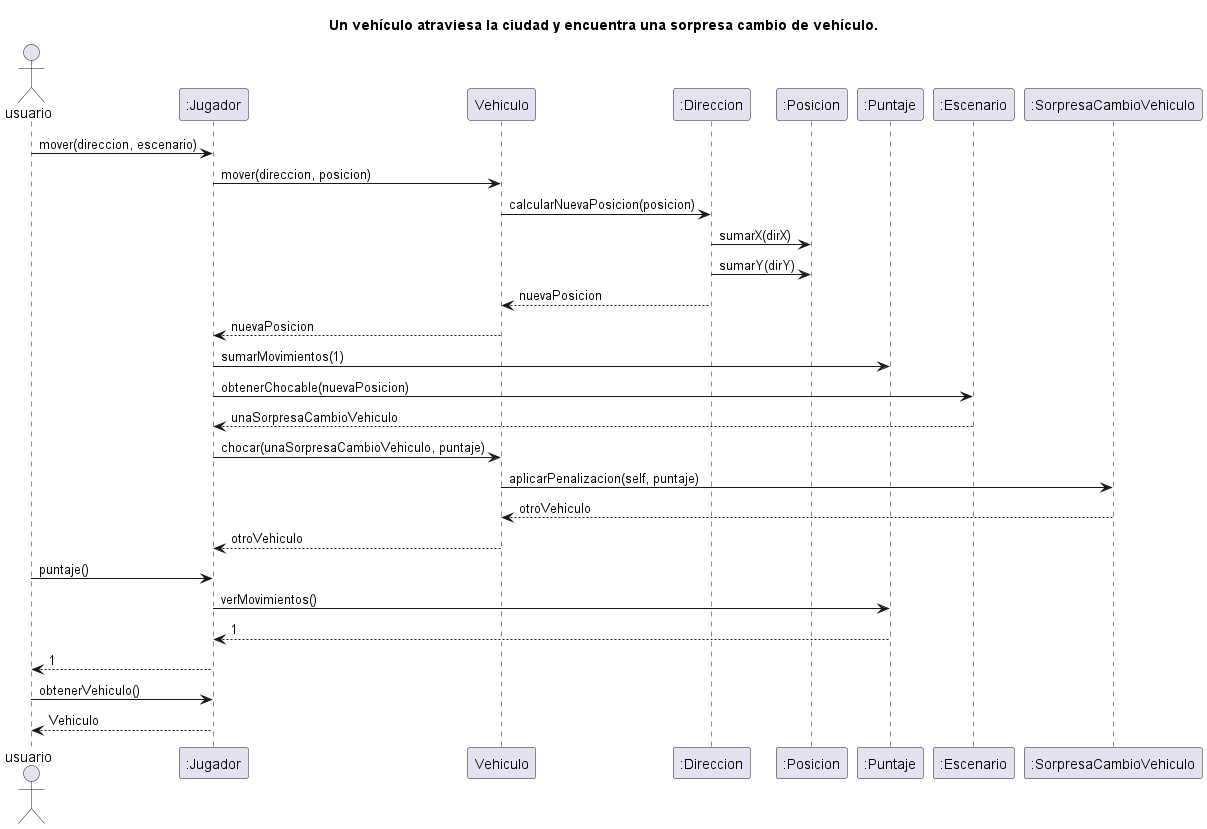 Un vehículo atraviesa la ciudad y encuentra una sorpresa cambio de vehículo.
usuario
:Jugador
Vehiculo
:Direccion
:Posicion
:Puntaje
:Escenario
:SorpresaCambioVehiculo
mover(direccion, escenario)
mover(direccion, posicion)
calcularNuevaPosicion(posicion)
sumarX(dirX)
sumarY(dirY)
nuevaPosicion
nuevaPosicion
sumarMovimientos(1)
obtenerChocable(nuevaPosicion)
unaSorpresaCambioVehiculo
chocar(unaSorpresaCambioVehiculo, puntaje)
aplicarPenalizacion(self, puntaje)
otroVehiculo
otroVehiculo
puntaje()
verMovimientos()
1
1
obtenerVehiculo()
Vehiculo
usuario
:Jugador
Vehiculo
:Direccion
:Posicion
:Puntaje
:Escenario
:SorpresaCambioVehiculo